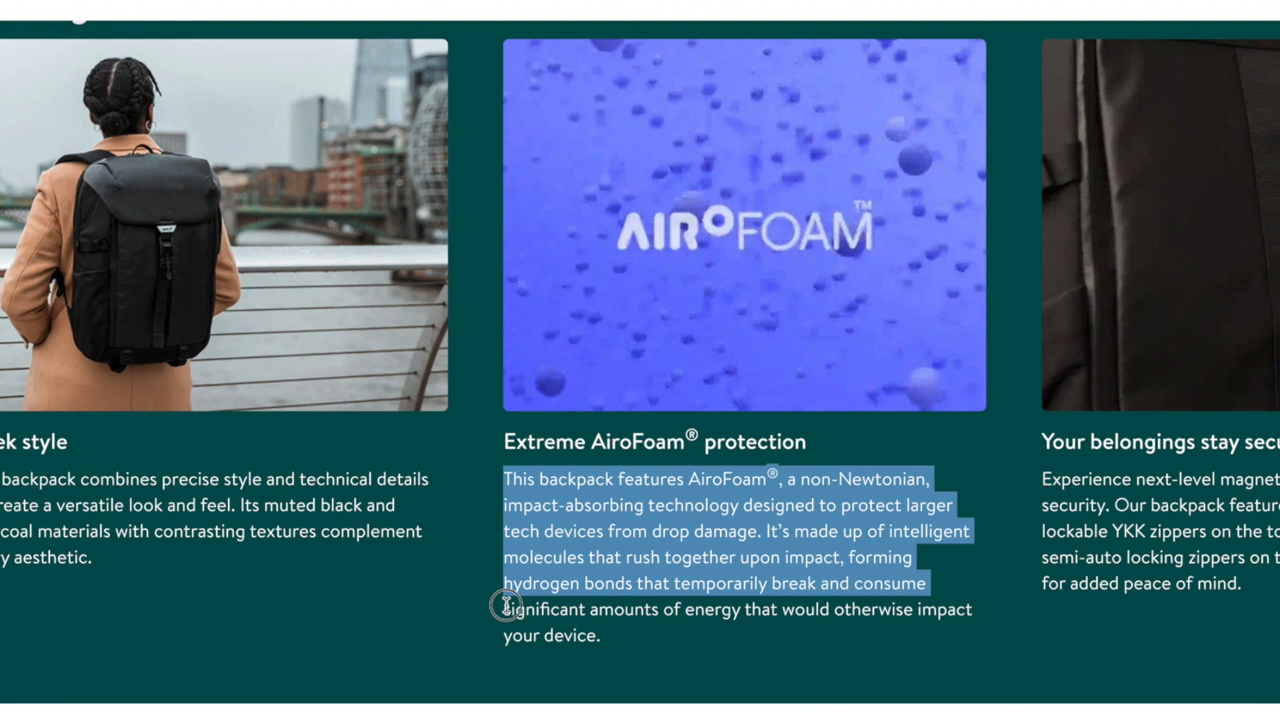 AIROFOAM™
ek style
backpack combines precise style and technical details
reate a versatile look and feel. Its muted black and
coal materials with contrasting textures complement
y aesthetic.
Extreme AiroFoam® protection
This backpack features AiroFoam®, a non-Newtonian,
impact-absorbing technology designed to protect larger
tech devices from drop damage. It’s made up of intelligent
molecules that rush together upon impact, forming
hydrogen bonds that temporarily break and consume
significant amounts of energy that would otherwise impact
your device.
Your belongings stay secu
Experience next-level magnet
security. Our backpack feature
lockable YKK zippers on the to
semi-auto locking zippers on t
for added peace of mind.